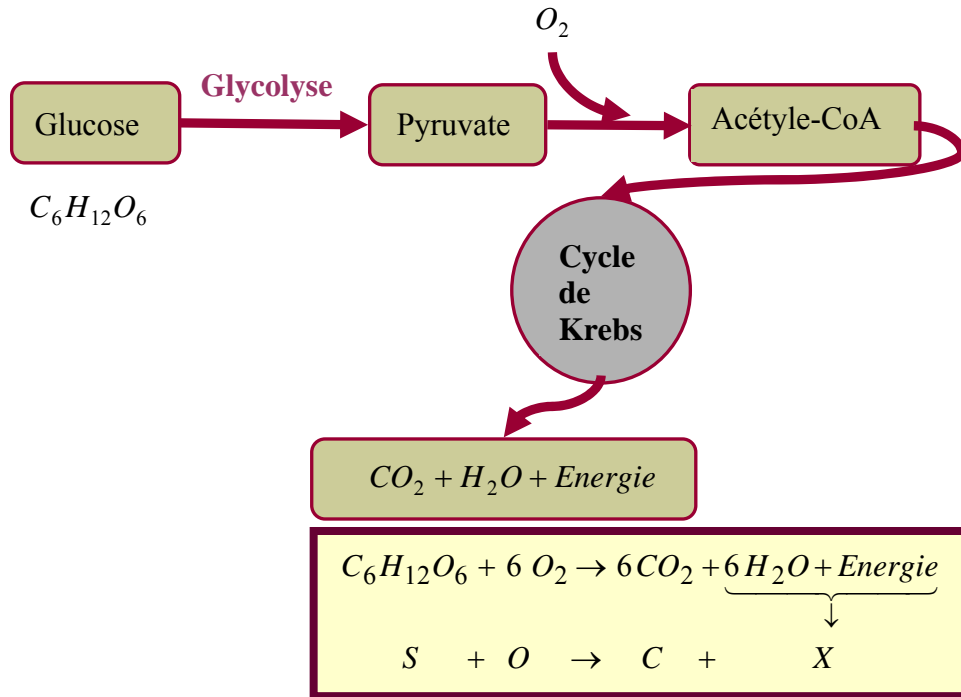 O₂
Glycolyse
Glucose
Pyruvate
Acétyle-CoA
C₆H₁₂O₆
Cycle
de
Krebs
CO₂ + H₂O + Energie
C₆H₁₂O₆ + 6 O₂ → 6CO₂ + 6H₂O + Energie
S + O → C + X